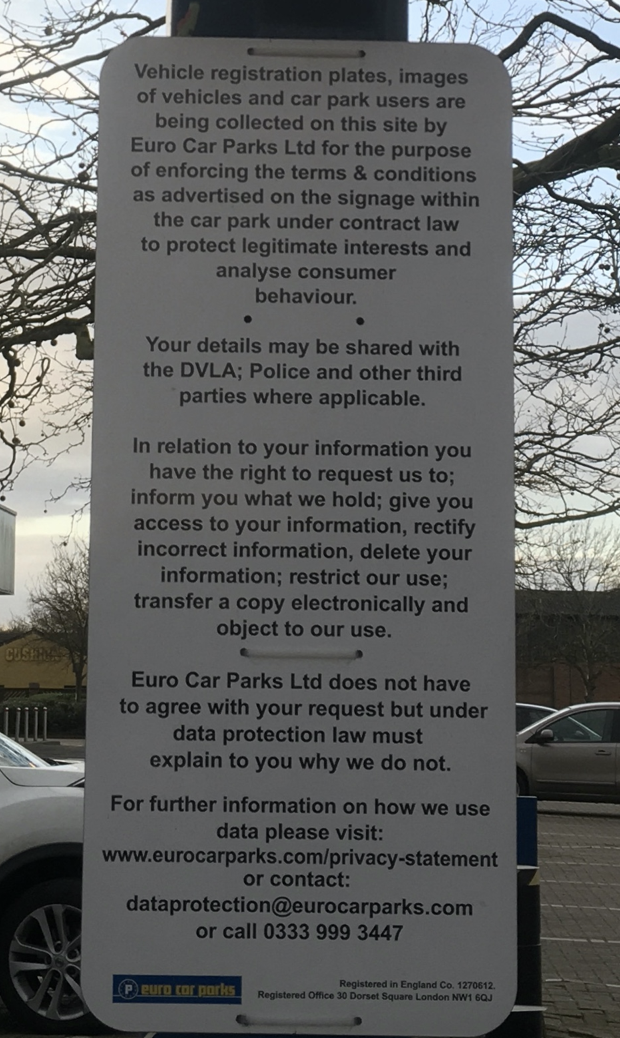 Vehicle registration plates, images
of vehicles and car park users are
being collected on this site by
Euro Car Parks Ltd for the purpose
of enforcing the terms & conditions
as advertised on the signage within
the car park under contract law
to protect legitimate interests and
analyse consumer
behaviour.
Your details may be shared with
the DVLA; Police and other third
parties where applicable.
In relation to your information you
have the right to request us to;
inform you what we hold; give you
access to your information, rectify
incorrect information, delete your
information; restrict our use;
transfer a copy electronically and
object to our use.
Euro Car Parks Ltd does not have
to agree with your request but under
data protection law must
explain to you why we do not.
For further information on how we use
data please visit:
www.eurocarparks.com/privacy-statement
or contact:
dataprotection@eurocarparks.com
or call 0333 999 3447
P euro car parks
Registered in England Co. 1270612.
Registered Office 30 Dorset Square London NW1 6QJ